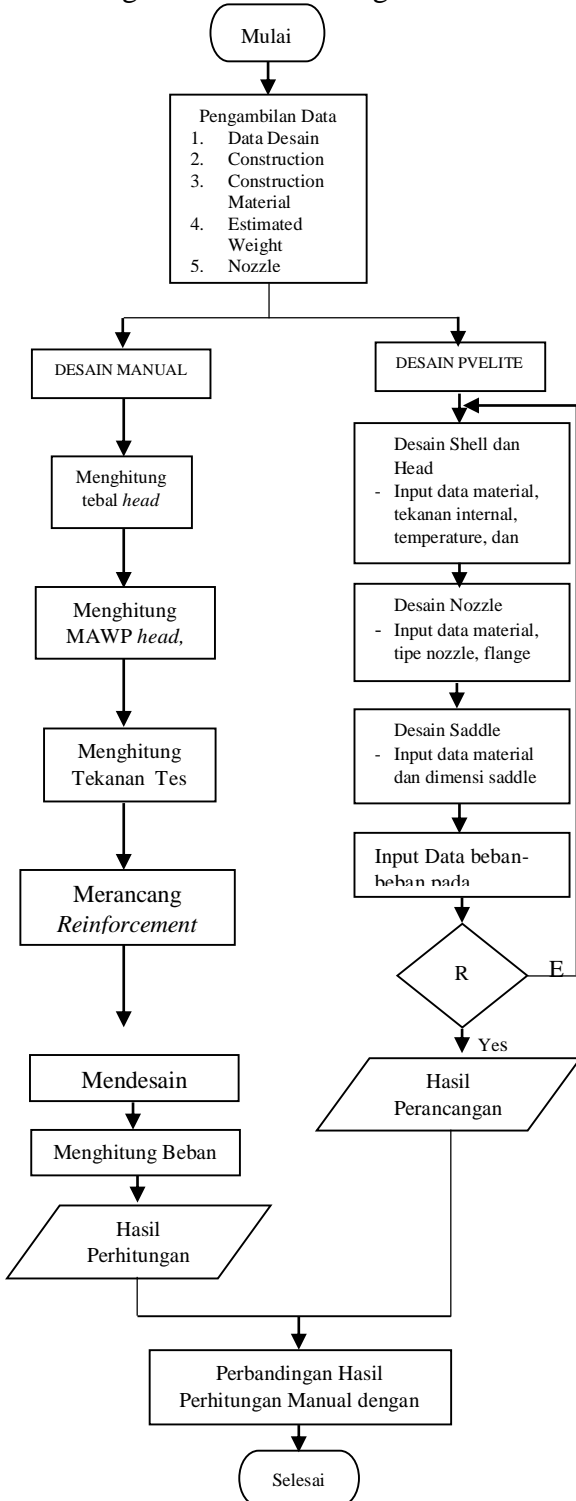 Mulai
Pengambilan Data
1. Data Desain
2. Construction
3. Construction
Material
4. Estimated
Weight
5. Nozzle
DESAIN MANUAL
Menghitung
tebal head
Menghitung
MAWP head,
Menghitung
Tekanan Tes
Merancang
Reinforcement
Mendesain
Menghitung Beban
Hasil
Perhitungan
DESAIN PVELITE
Desain Shell dan
Head
- Input data material,
tekanan internal,
temperature, dan
Desain Nozzle
- Input data material,
tipe nozzle, flange
Desain Saddle
- Input data material
dan dimensi saddle
Input Data beban-
beban pada
R
E
Yes
Hasil
Perancangan
Perbandingan Hasil
Perhitungan Manual dengan
Selesai